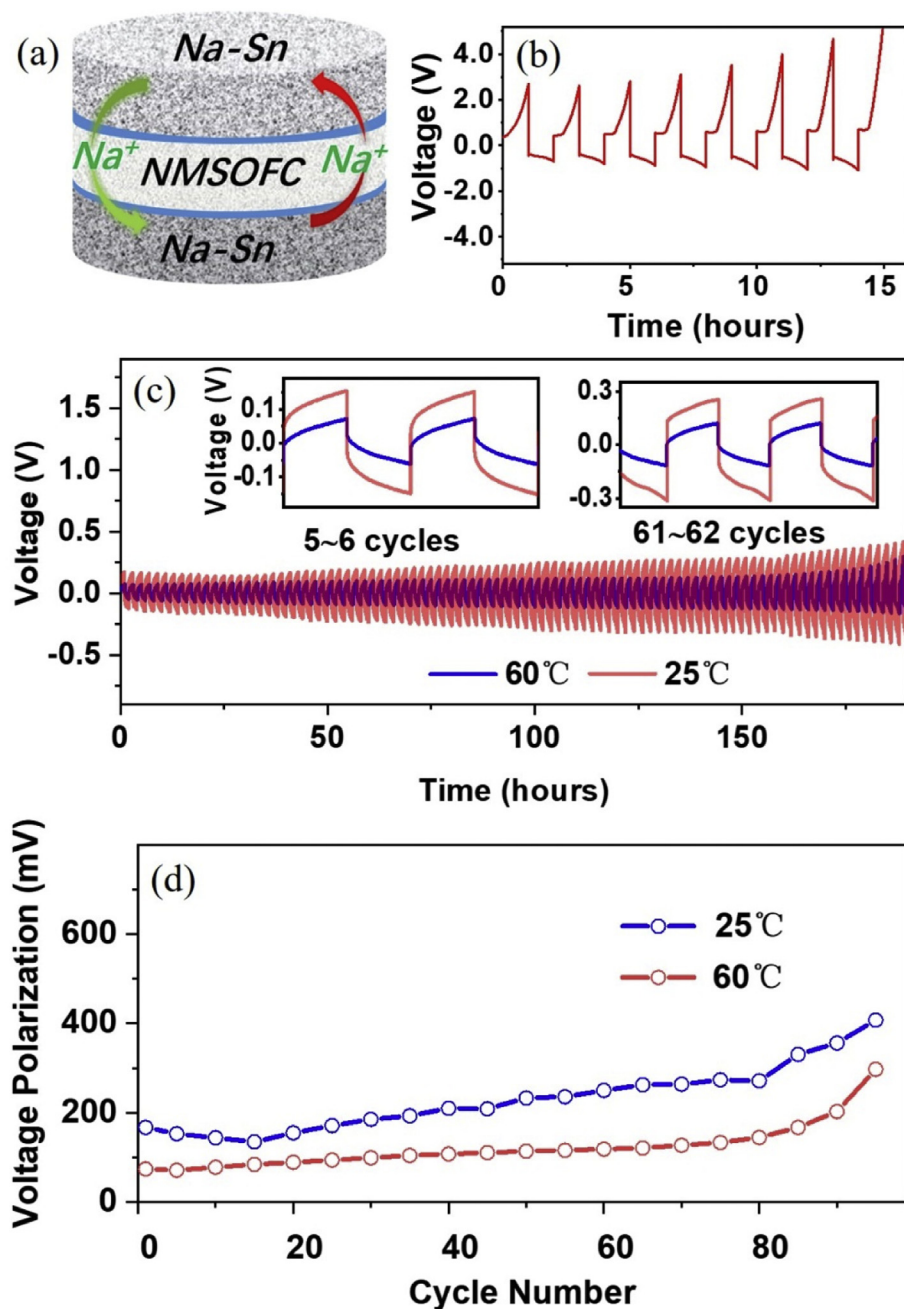 (a)
Na-Sn
Na+
NMSOFC
Na+
Na-Sn
(b)
Voltage (V)
4.0
2.0
0.0
-2.0
-4.0
0
5
10
15
Time (hours)
(c)
Voltage (V)
1.5
1.0
0.5
0.0
-0.5
Voltage (V)
0.1
0.0
-0.1
5~6 cycles
0.3
0.0
-0.3
61~62 cycles
60℃
25℃
0
50
100
150
Time (hours)
(d)
Voltage Polarization (mV)
600
400
200
0
25℃
60℃
0
20
40
60
80
Cycle Number